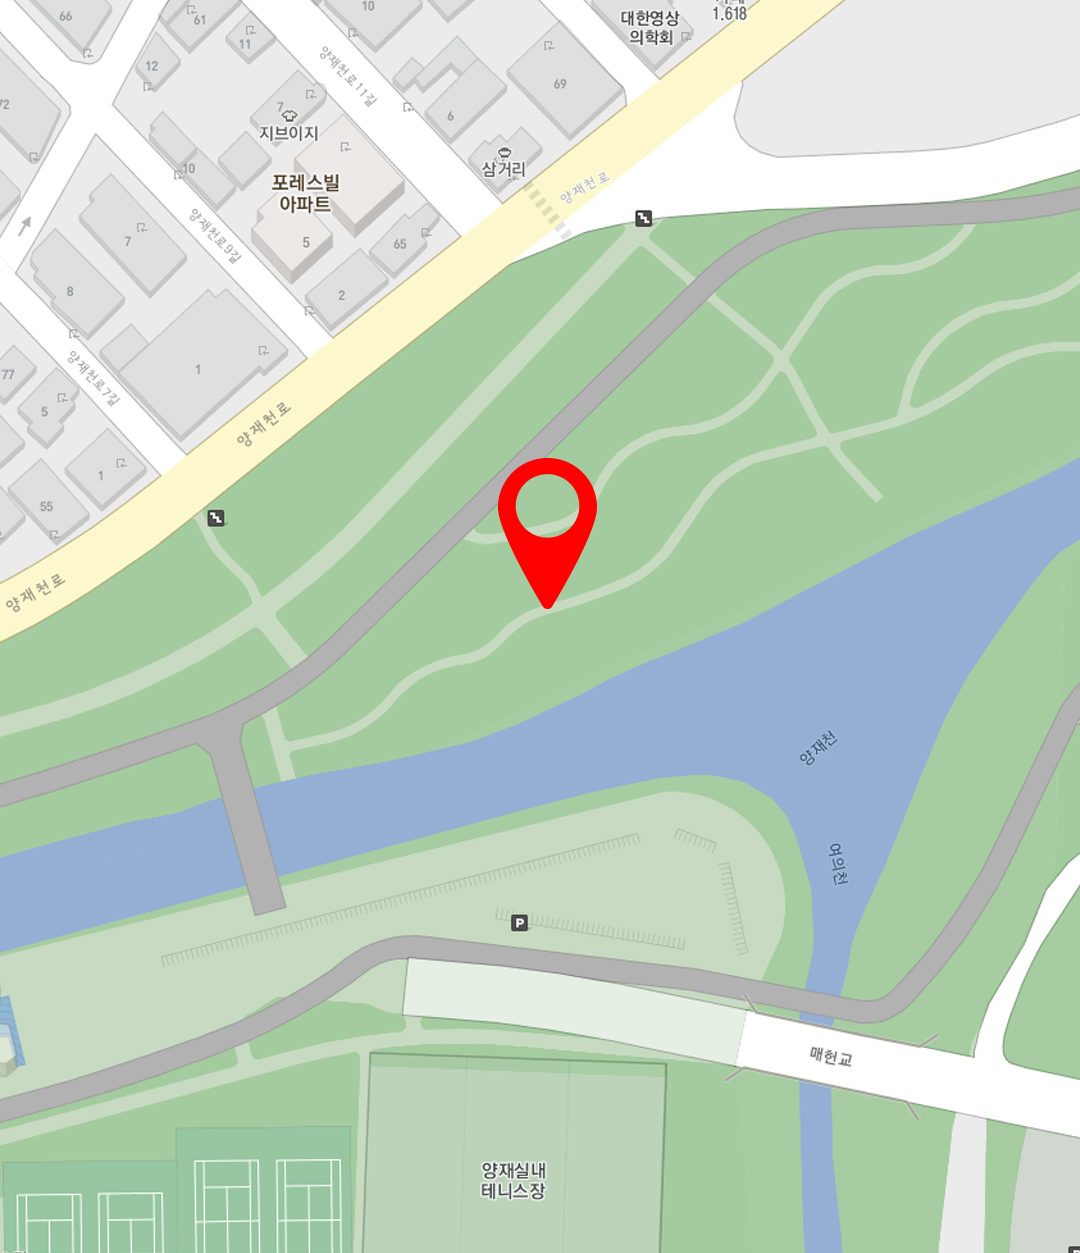 66
61
10
대한영상
의학회
1.618
11
12
양재천로11길
69
72
7
지브이지
6
삼거리
10
포레스빌
아파트
양재천로
양재천로9길
7
5
65
8
2
양재천로7길
1
77
5
양재천로
1
55
양재천로
양재천
여의천
P
매헌교
양재실내
테니스장